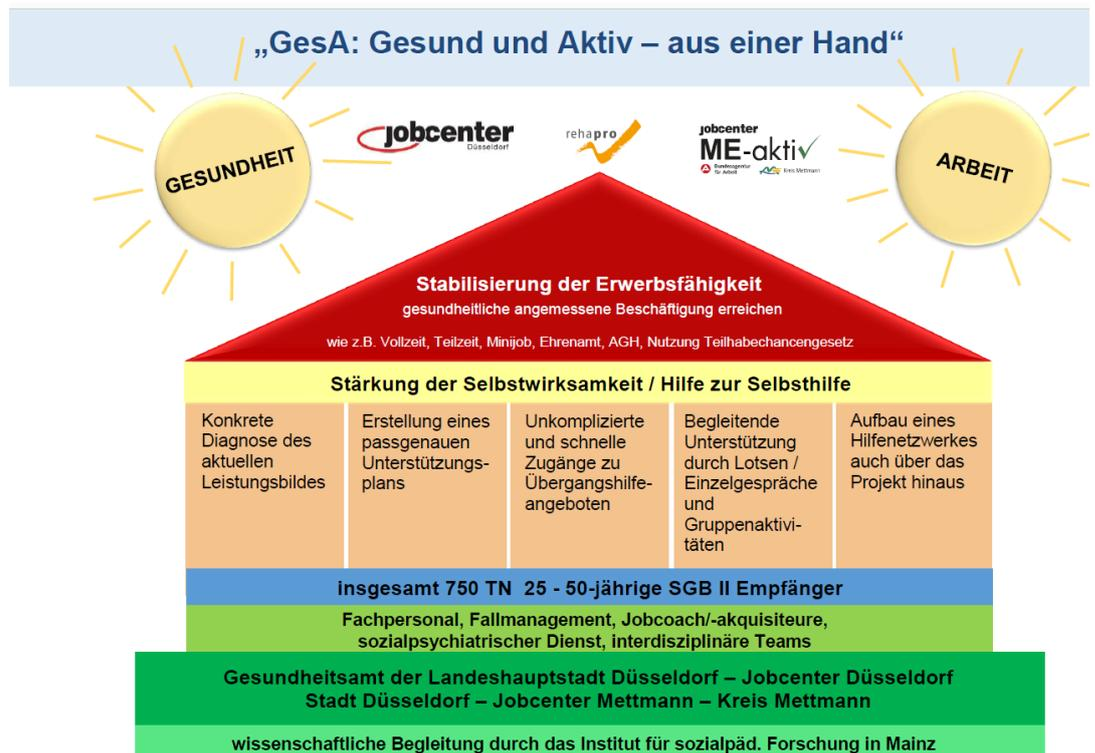 „GesA: Gesund und Aktiv – aus einer Hand“
GESUNDHEIT
jobcenter
Düsseldorf
rehapro
jobcenter
ME-aktiv
Bundesagentur
für Arbeit
Kreis Mettmann
ARBEIT
Stabilisierung der Erwerbsfähigkeit
gesundheitliche angemessene Beschäftigung erreichen
wie z.B. Vollzeit, Teilzeit, Minijob, Ehrenamt, AGH, Nutzung Teilhabechancengesetz
Stärkung der Selbstwirksamkeit / Hilfe zur Selbsthilfe
Konkrete
Diagnose des
aktuellen
Leistungsbildes
Erstellung eines
passgenauen
Unterstützungs-
plans
Unkomplizierte
und schnelle
Zugänge zu
Übergangshilfe-
angeboten
Begleitende
Unterstützung
durch Lotsen /
Einzelgespräche
und
Gruppenaktivi-
täten
Aufbau eines
Hilfenetzwerkes
auch über das
Projekt hinaus
insgesamt 750 TN 25 - 50-jährige SGB II Empfänger
Fachpersonal, Fallmanagement, Jobcoach/-akquisiteure,
sozialpsychiatrischer Dienst, interdisziplinäre Teams
Gesundheitsamt der Landeshauptstadt Düsseldorf – Jobcenter Düsseldorf
Stadt Düsseldorf – Jobcenter Mettmann – Kreis Mettmann
wissenschaftliche Begleitung durch das Institut für sozialpäd. Forschung in Mainz